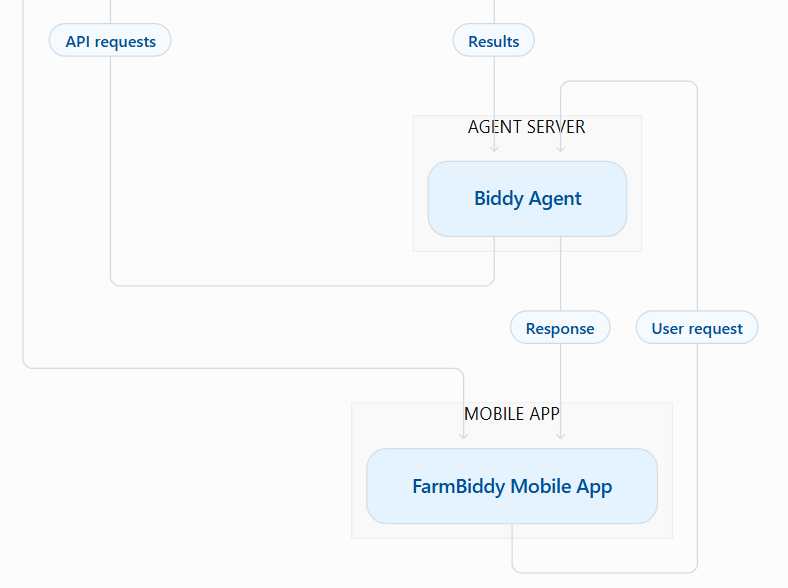 API requests
Results
AGENT SERVER
Biddy Agent
Response
User request
MOBILE APP
FarmBiddy Mobile App